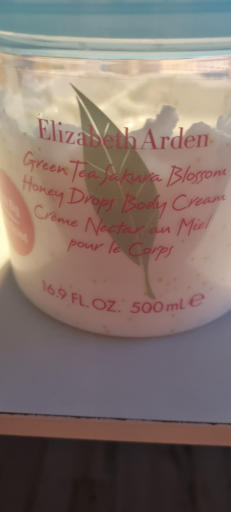 Elizabeth Arden
Green Tea Sakura Blossom
Honey Drops Body Cream
Crème Nectar au Miel
pour le Corps
16.9 FL. OZ. 500 ml e